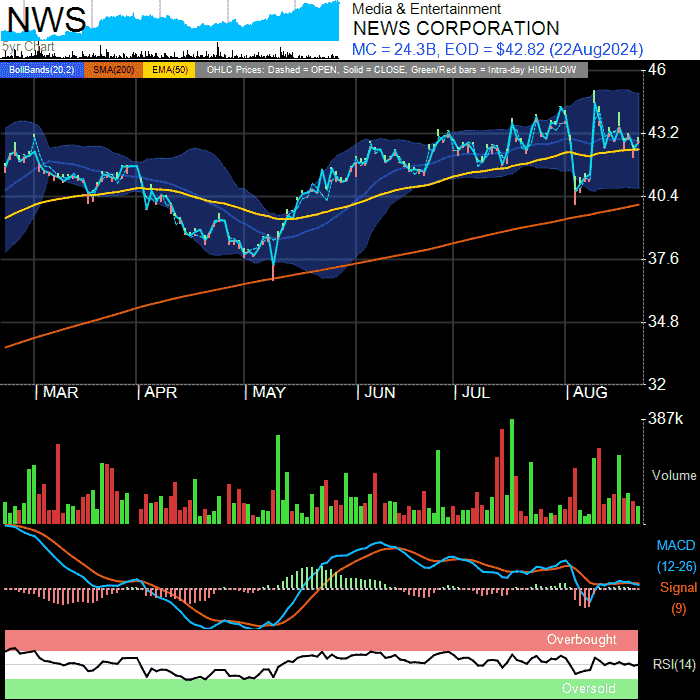 NWS
5yr Chart
Media & Entertainment
NEWS CORPORATION
MC = 24.3B, EOD = $42.82 (22Aug2024)
BollBands(20,2) SMA(200) EMA(50) OHLC Prices: Dashed = OPEN, Solid = CLOSE, Green/Red bars = Intra-day HIGH/LOW
46
43.2
40.4
37.6
34.8
32
| MAR | APR | MAY | JUN | JUL | AUG
387k
Volume
MACD
(12-26)
Signal
(9)
Overbought
RSI(14)
Oversold